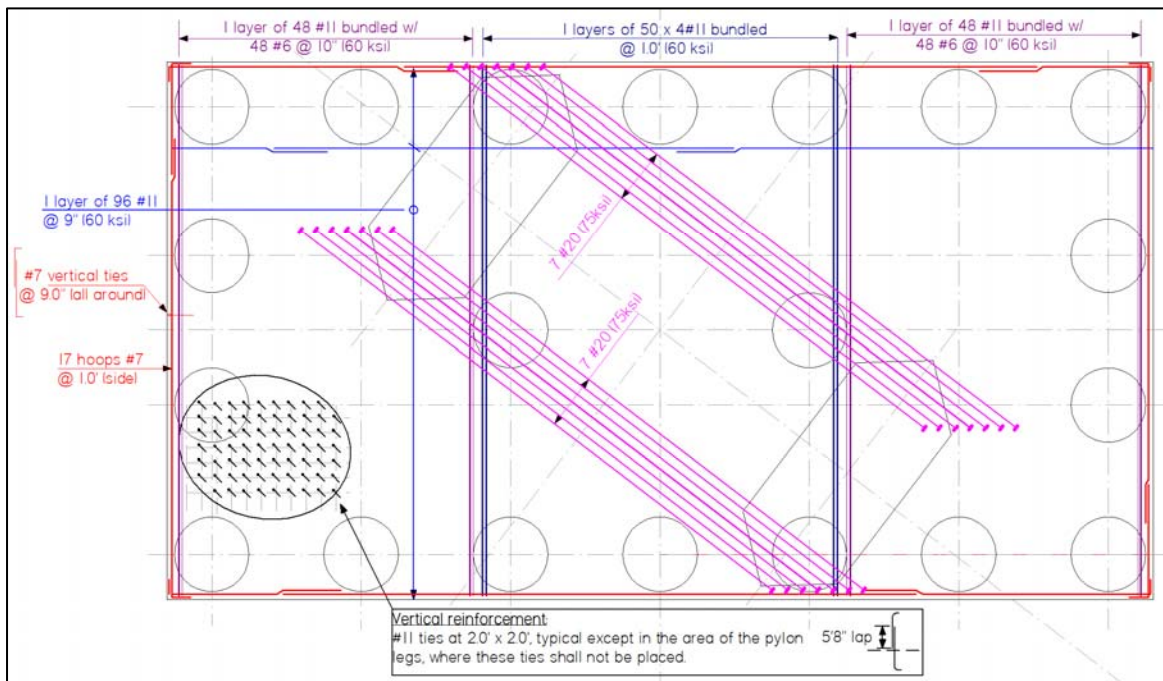 1 layer of 48 #11 bundled w/
48 #6 @ 10" (60 ksi)
1 layers of 50 x 4#11 bundled
@ 1.0' (60 ksi)
1 layer of 48 #11 bundled w/
48 #6 @ 10" (60 ksi)
1 layer of 96 #11
@ 9" (60 ksi)
7 #20 (75ksi)
#7 vertical ties
@ 9.0" (all around)
7 #20 (75ksi)
17 hoops #7
@ 1.0' (side)
Vertical reinforcement:
#11 ties at 2.0' x 2.0', typical except in the area of the pylon
legs, where these ties shall not be placed.
5'8" lap